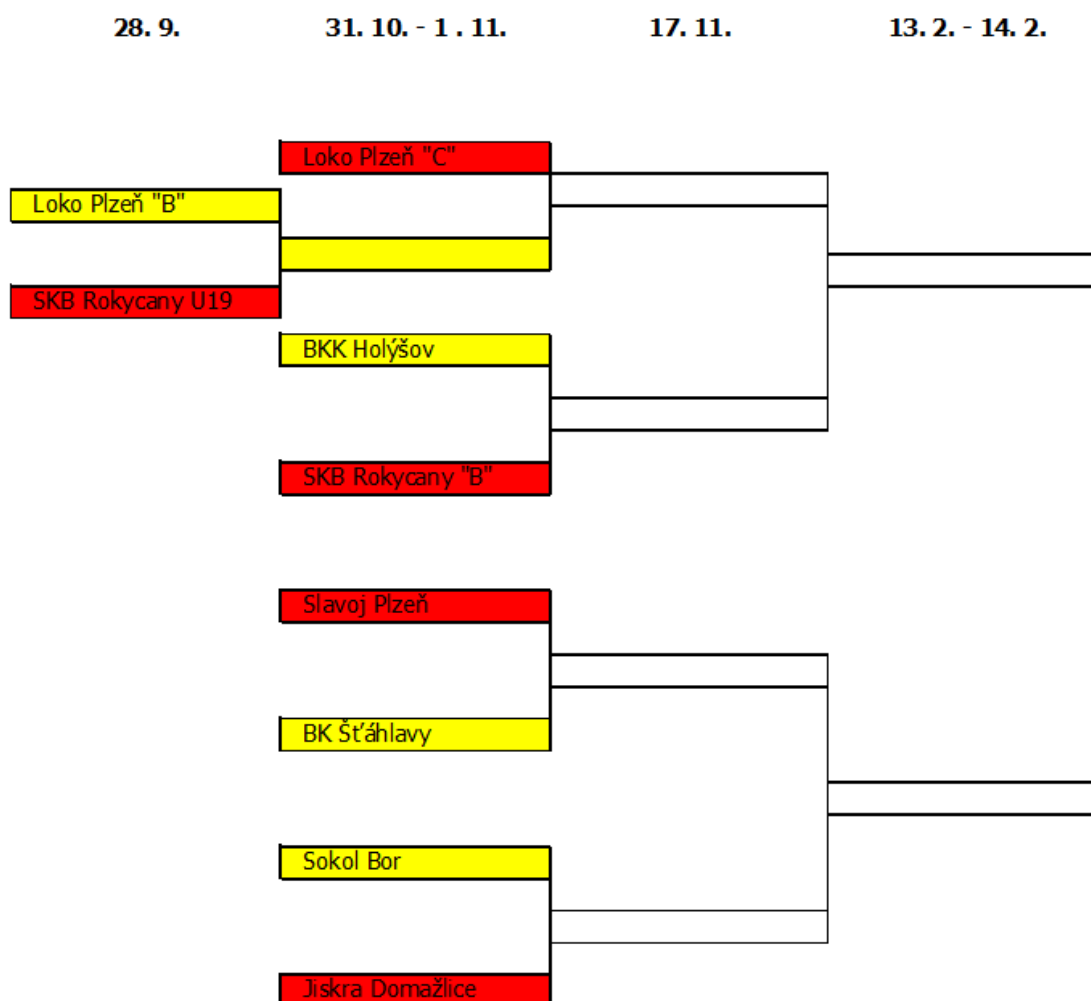 28. 9.
31. 10. - 1 . 11.
17. 11.
13. 2. - 14. 2.
Loko Plzeň "C"
Loko Plzeň "B"
SKB Rokycany U19
BKK Holýšov
SKB Rokycany "B"
Slavoj Plzeň
BK Šťáhlavy
Sokol Bor
Jiskra Domažlice